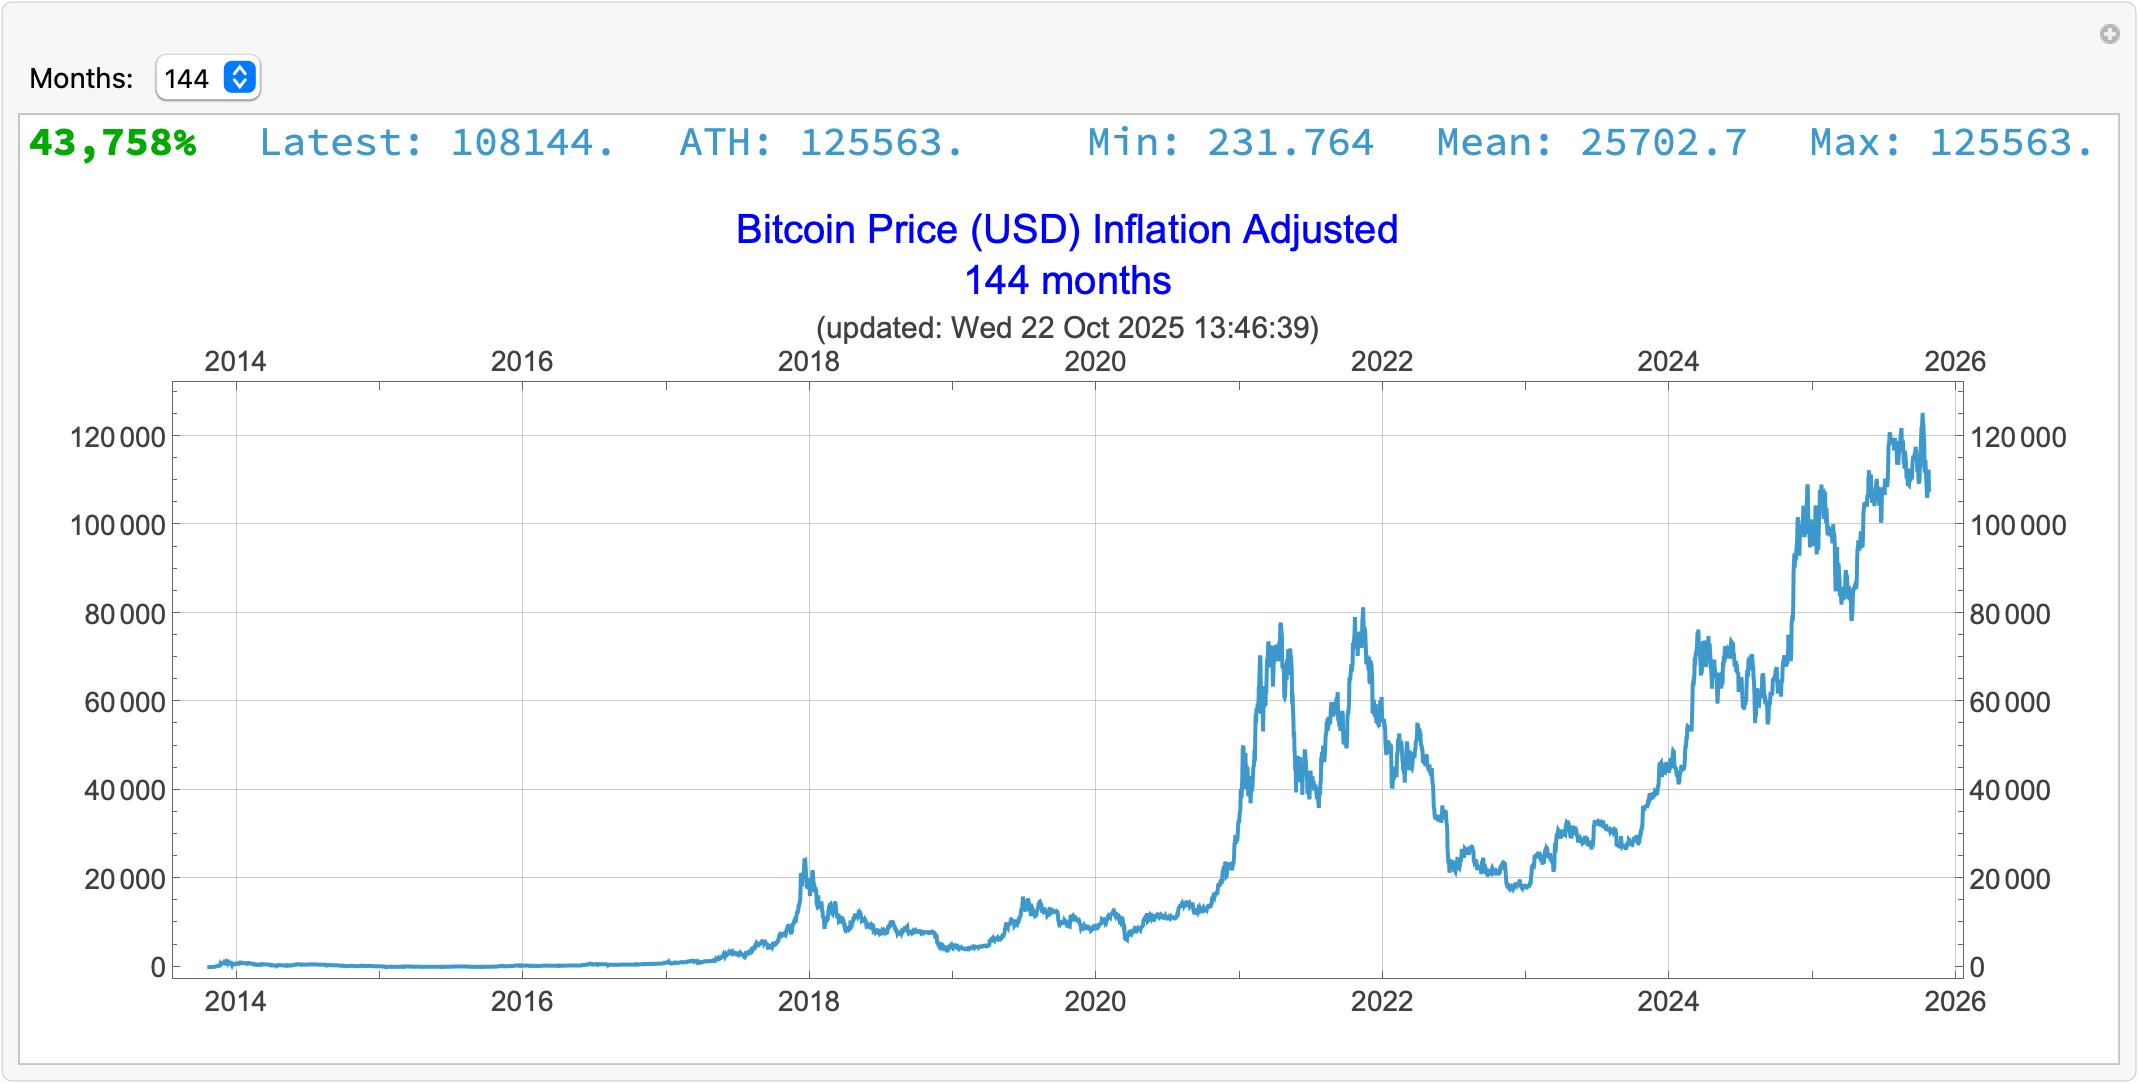 Months: 144
43,758% Latest: 108144. ATH: 125563. Min: 231.764 Mean: 25702.7 Max: 125563.
Bitcoin Price (USD) Inflation Adjusted
144 months
(updated: Wed 22 Oct 2025 13:46:39)
2014 2016 2018 2020 2022 2024 2026
120 000 120 000
100 000 100 000
80 000 80 000
60 000 60 000
40 000 40 000
20 000 20 000
0 0
2014 2016 2018 2020 2022 2024 2026